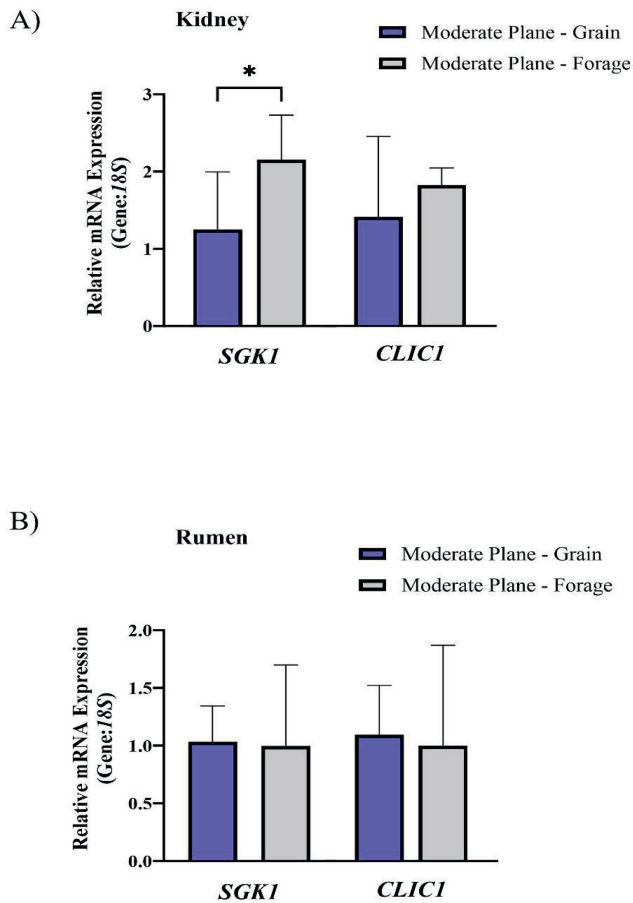 A)
Kidney
Moderate Plane - Grain
Moderate Plane - Forage
*
Relative mRNA Expression
(Gene:18S)
3
2
1
0
SGK1
CLIC1
B)
Rumen
Moderate Plane - Grain
Moderate Plane - Forage
Relative mRNA Expression
(Gene:18S)
2.0
1.5
1.0
0.5
0.0
SGK1
CLIC1